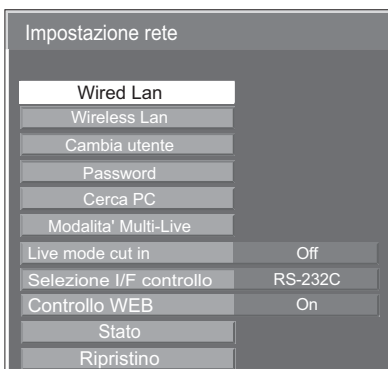 Impostazione rete
Wired Lan
Wireless Lan
Cambia utente
Password
Cerca PC
Modalita' Multi-Live
Live mode cut in Off
Selezione I/F controllo RS-232C
Controllo WEB On
Stato
Ripristino